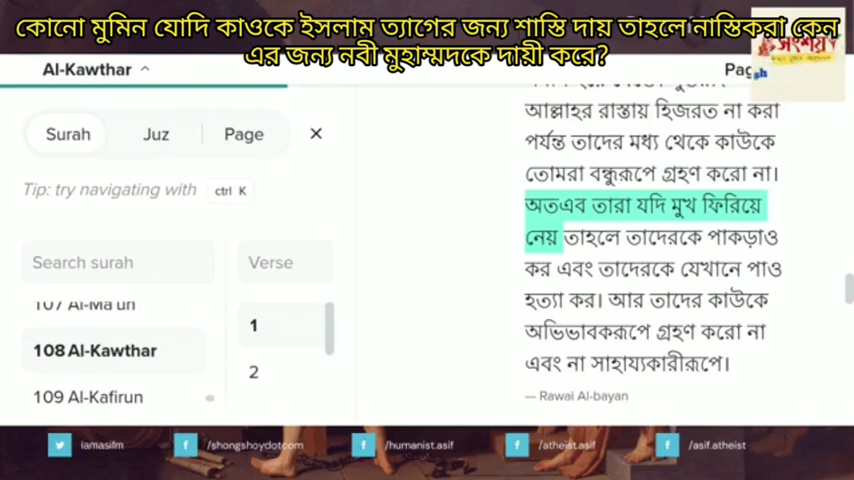 কোনো মুমিন যোদি কাওকে ইসলাম ত্যাগের জন্য শাস্তি দায় তাহলে নাস্তিকরা কেন
এর জন্য নবী মুহাম্মদকে দায়ী করে?
সংশয়
Al-Kawthar
Pag
Surah
Juz
Page
Tip: try navigating with ctrl K
Search surah
Verse
107 Al-Ma'un
108 Al-Kawthar
109 Al-Kafirun
1
2
আল্লাহর রাস্তায় হিজরত না করা
পর্যন্ত তাদের মধ্য থেকে কাউকে
তোমরা বন্ধুরূপে গ্রহণ করো না।
অতএব তারা যদি মুখ ফিরিয়ে
নেয় তাহলে তাদেরকে পাকড়াও
কর এবং তাদেরকে যেখানে পাও
হত্যা কর। আর তাদের কাউকে
অভিভাবকরূপে গ্রহণ করো না
এবং না সাহায্যকারীরূপে।
— Rawai Al-bayan
iamasifm
/shongshoydotcom
/humanist.asif
/atheist.asif
/asif.atheist